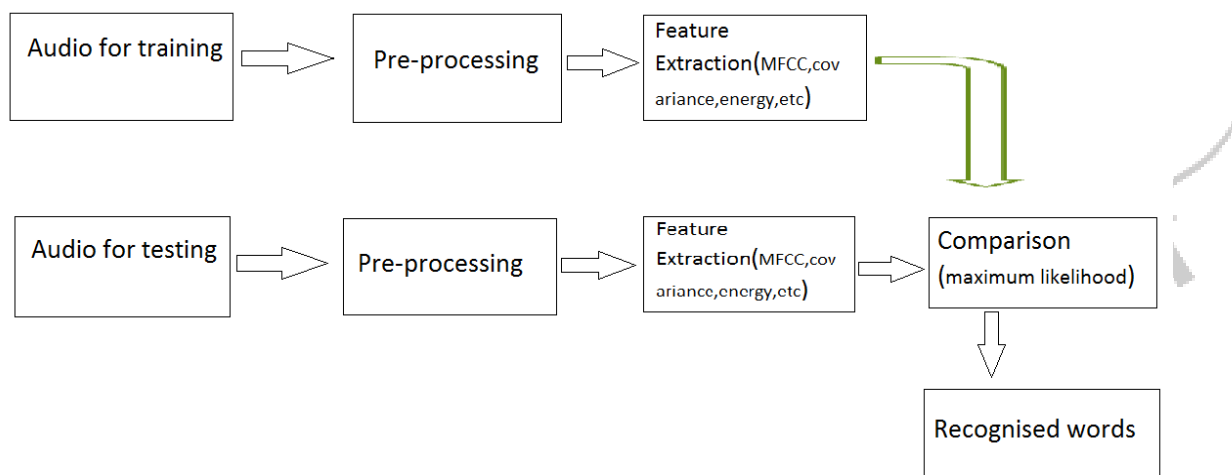 Audio for training
Pre-processing
Feature
Extraction(MFCC,cov
ariance,energy,etc)
Audio for testing
Pre-processing
Feature
Extraction(MFCC,cov
ariance,energy,etc)
Comparison
(maximum likelihood)
Recognised words